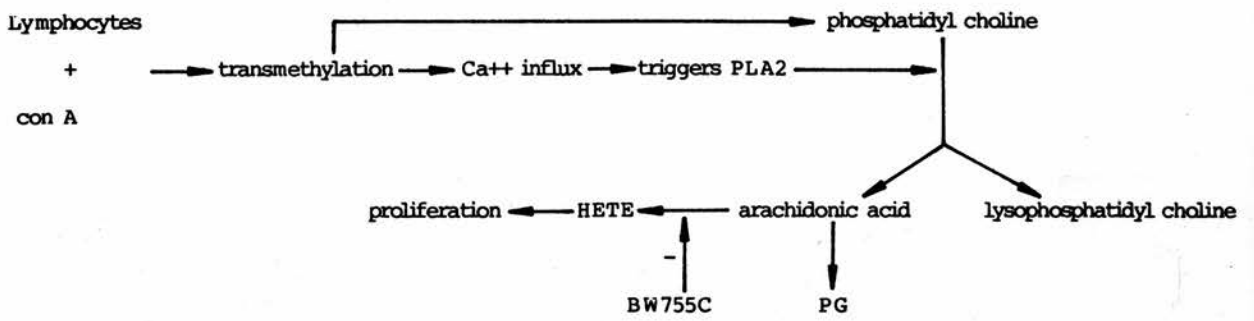 Lymphocytes
phosphatidyl choline
+
transmethylation
Ca++ influx
triggers PLA2
con A
proliferation
HETE
arachidonic acid
lysophosphatidyl choline
–
BW755C
PG